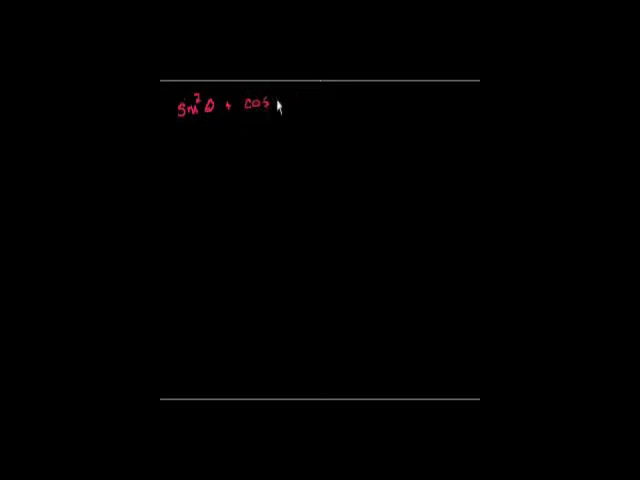 sin²θ + cos